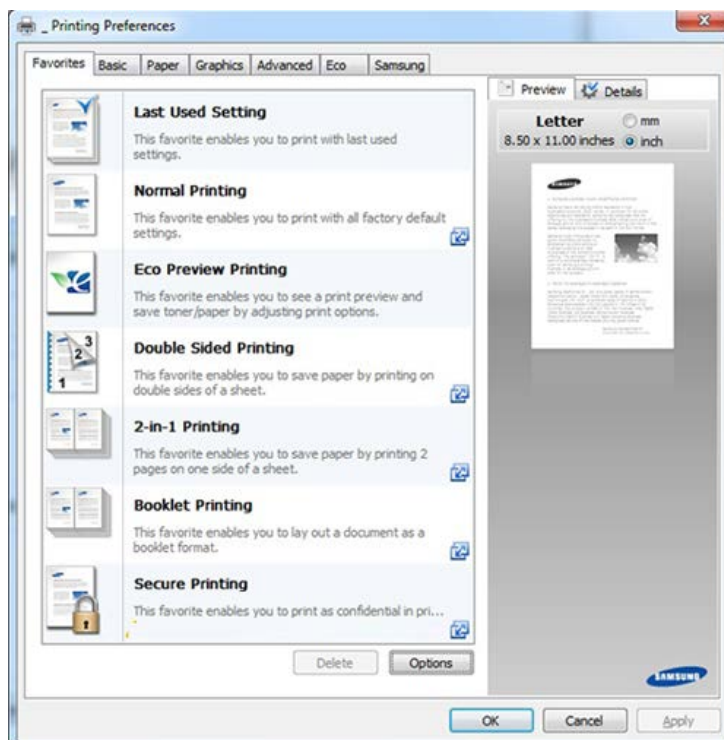 _ Printing Preferences
Favorites Basic Paper Graphics Advanced Eco Samsung
Last Used Setting
This favorite enables you to print with last used
settings.
Normal Printing
This favorite enables you to print with all factory default
settings.
Eco Preview Printing
This favorite enables you to see a print preview and
save toner/paper by adjusting print options.
1 2 3
Double Sided Printing
This favorite enables you to save paper by printing on
double sides of a sheet.
2-in-1 Printing
This favorite enables you to save paper by printing 2
pages on one side of a sheet.
Booklet Printing
This favorite enables you to lay out a document as a
booklet format.
Secure Printing
This favorite enables you to print as confidential in pri...
Delete Options
Preview Details
Letter mm
8.50 x 11.00 inches inch
SAMSUNG
SAMSUNG
OK Cancel Apply